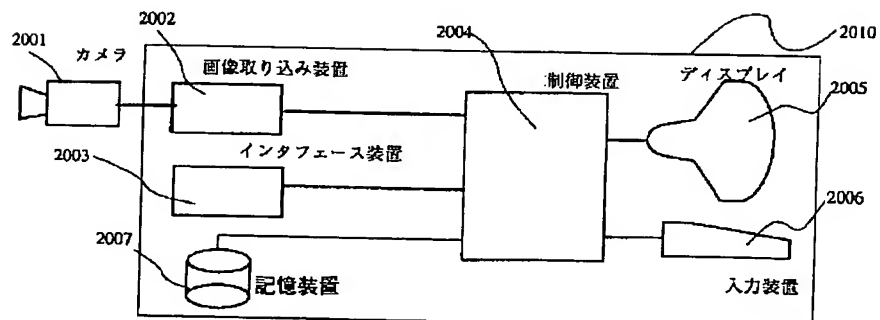 2001
カメラ
2002
画像取り込み装置
2004
制御装置
2010
ディスプレイ
2005
インタフェース装置
2003
2006
入力装置
2007
記憶装置